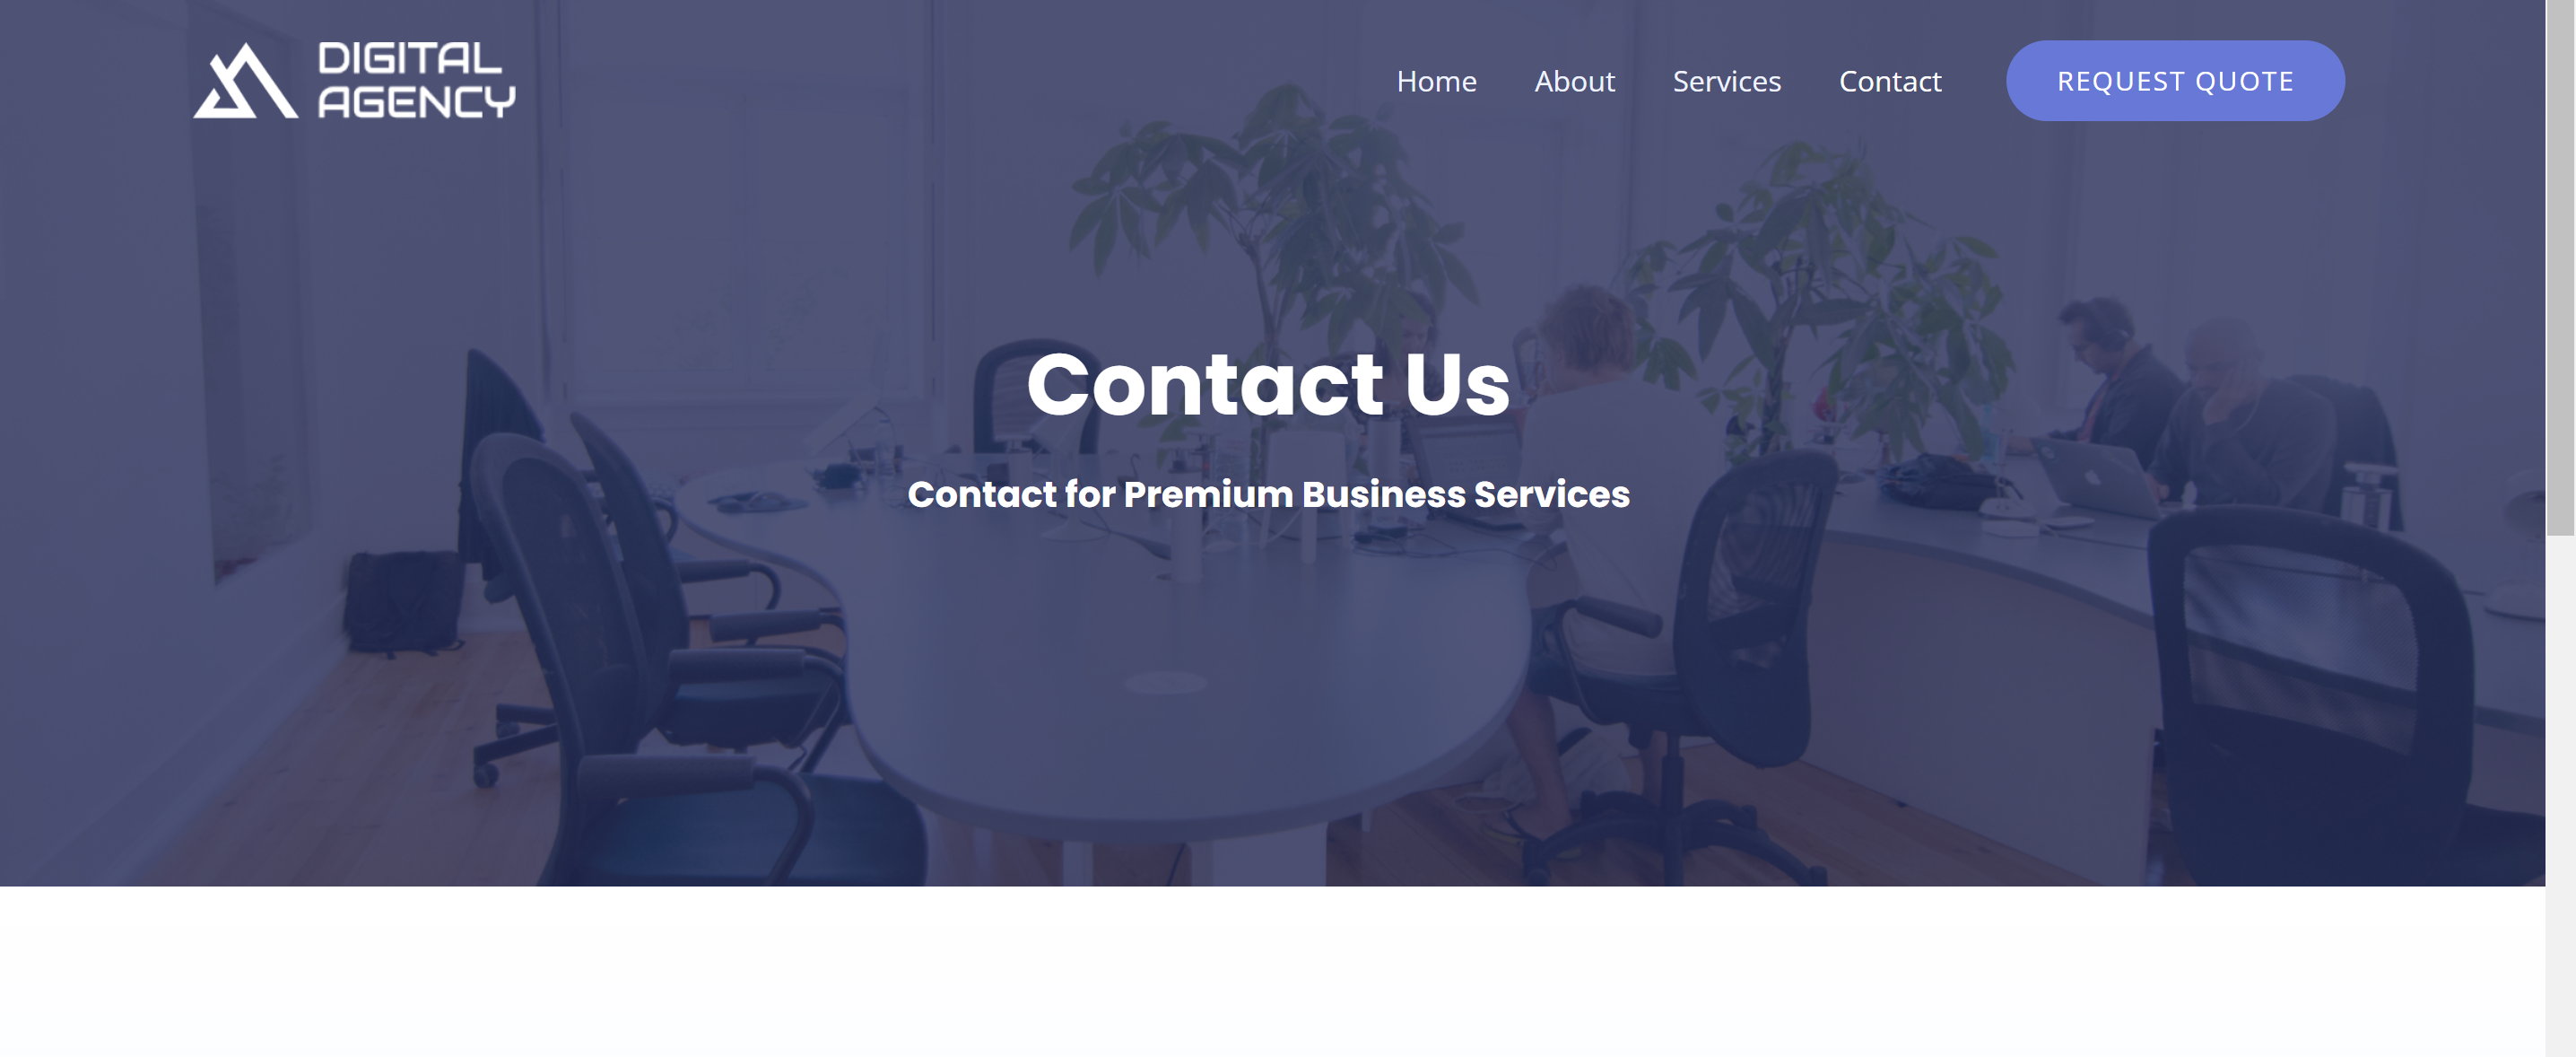 DIGITAL
AGENCY
Home
About
Services
Contact
REQUEST QUOTE
Contact Us
Contact for Premium Business Services